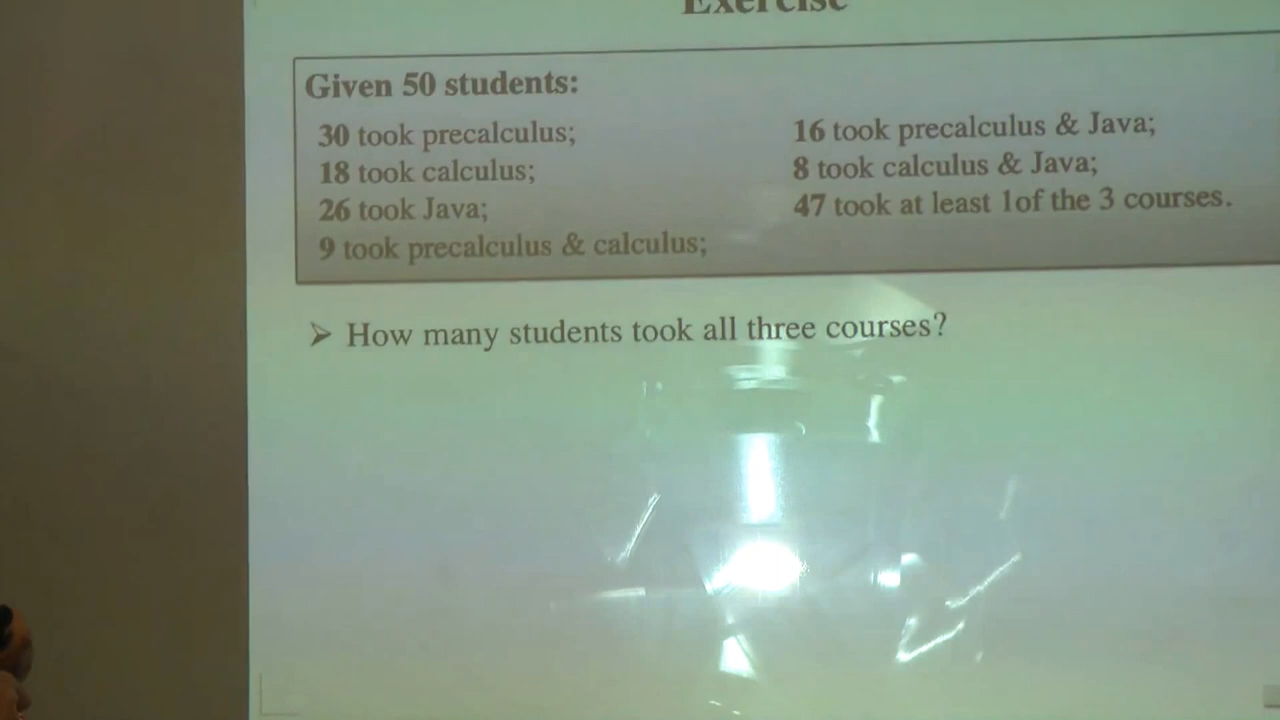 Exercise
Given 50 students:
30 took precalculus;
18 took calculus;
26 took Java;
9 took precalculus & calculus;
16 took precalculus & Java;
8 took calculus & Java;
47 took at least 1of the 3 courses.
➢ How many students took all three courses?